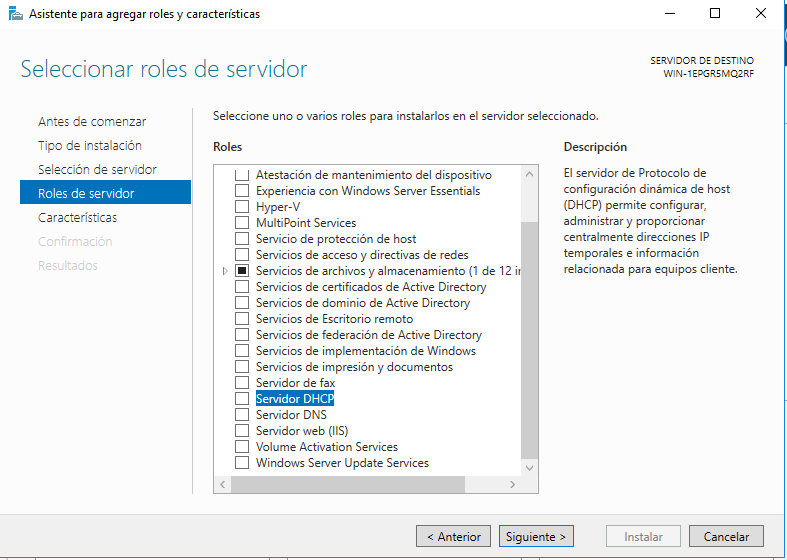 Asistente para agregar roles y características
Seleccionar roles de servidor
SERVIDOR DE DESTINO
WIN-1EPGR5MQ2RF
Antes de comenzar
Tipo de instalación
Selección de servidor
Roles de servidor
Características
Confirmación
Resultados
Seleccione uno o varios roles para instalarlos en el servidor seleccionado.
Roles
Atestación de mantenimiento del dispositivo
Experiencia con Windows Server Essentials
Hyper-V
MultiPoint Services
Servicio de protección de host
Servicios de acceso y directivas de redes
Servicios de archivos y almacenamiento (1 de 12 in
Servicios de certificados de Active Directory
Servicios de dominio de Active Directory
Servicios de Escritorio remoto
Servicios de federación de Active Directory
Servicios de implementación de Windows
Servicios de impresión y documentos
Servidor de fax
Servidor DHCP
Servidor DNS
Servidor web (IIS)
Volume Activation Services
Windows Server Update Services
Descripción
El servidor de Protocolo de
configuración dinámica de host
(DHCP) permite configurar,
administrar y proporcionar
centralmente direcciones IP
temporales e información
relacionada para equipos cliente.
< Anterior
Siguiente >
Instalar
Cancelar